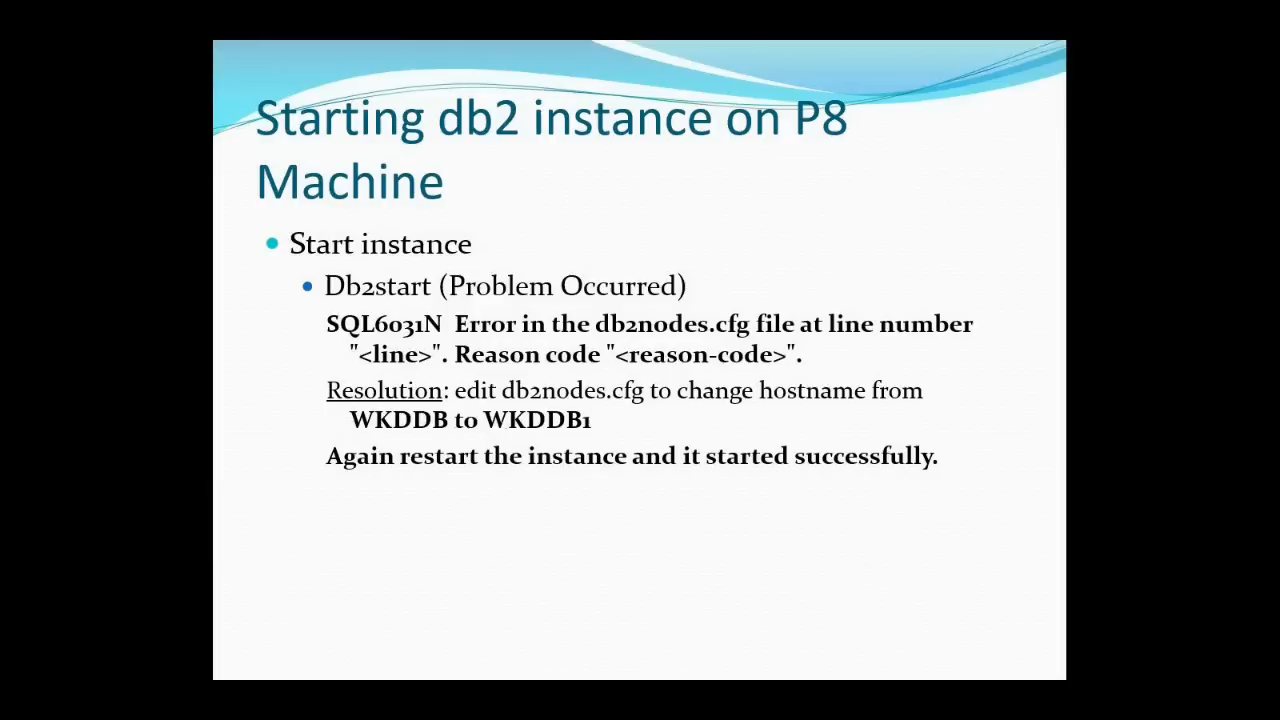 Starting db2 instance on P8
Machine
Start instance
Db2start (Problem Occurred)
SQL6031N Error in the db2nodes.cfg file at line number
"<line>". Reason code "<reason-code>".
Resolution: edit db2nodes.cfg to change hostname from
WKDDB to WKDDB1
Again restart the instance and it started successfully.